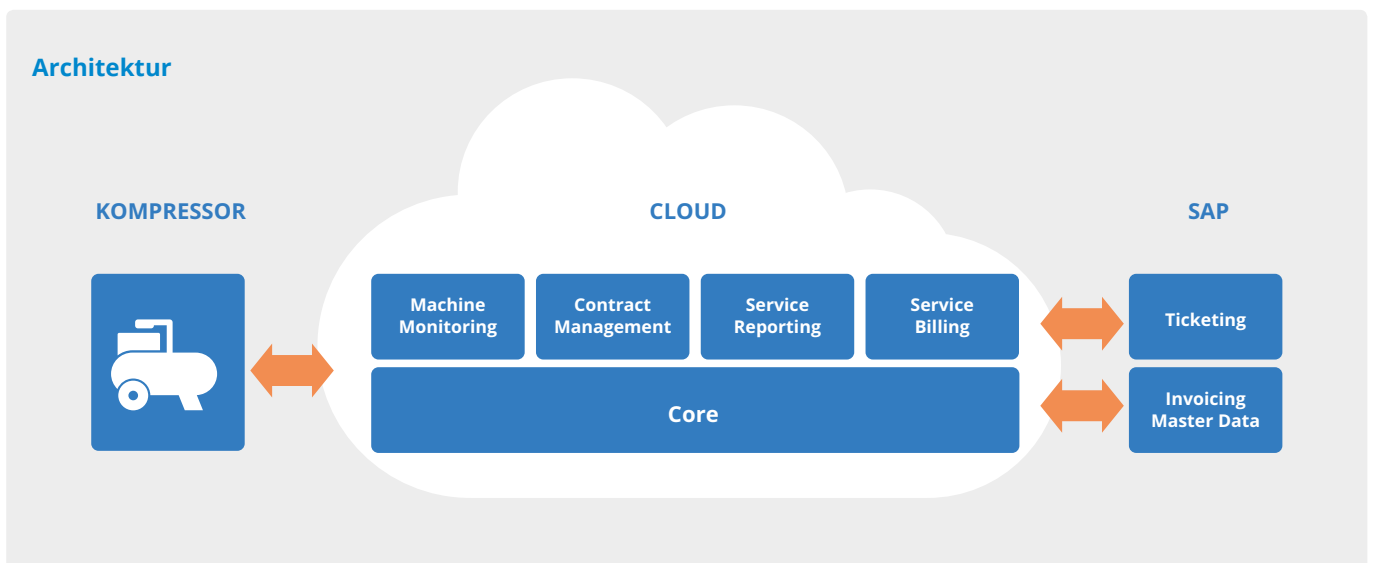 Architektur
KOMPRESSOR
CLOUD
SAP
Machine
Monitoring
Contract
Management
Service
Reporting
Service
Billing
Ticketing
Core
Invoicing
Master Data